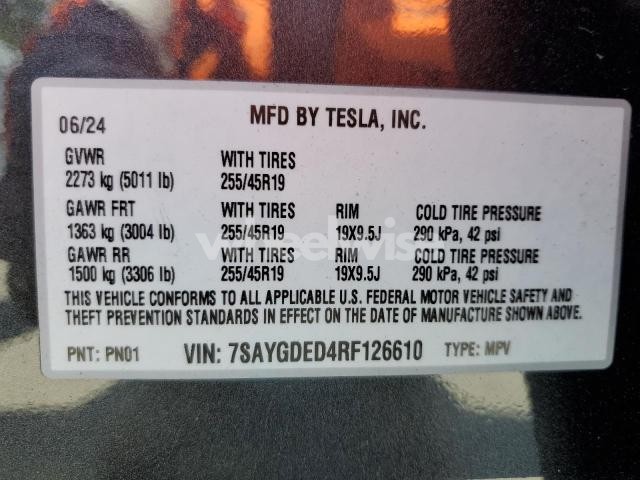 06/24 MFD BY TESLA, INC.
GVWR WITH TIRES
2273 kg (5011 lb) 255/45R19
GAWR FRT WITH TIRES RIM COLD TIRE PRESSURE
1363 kg (3004 lb) 255/45R19 19X9.5J 290 kPa, 42 psi
GAWR RR WITH TIRES RIM COLD TIRE PRESSURE
1500 kg (3306 lb) 255/45R19 19X9.5J 290 kPa, 42 psi
THIS VEHICLE CONFORMS TO ALL APPLICABLE U.S. FEDERAL MOTOR VEHICLE SAFETY AND
THEFT PREVENTION STANDARDS IN EFFECT ON THE DATE OF MANUFACTURE SHOWN ABOVE.
PNT: PN01 VIN: 7SAYGDED4RF126610 TYPE: MPV